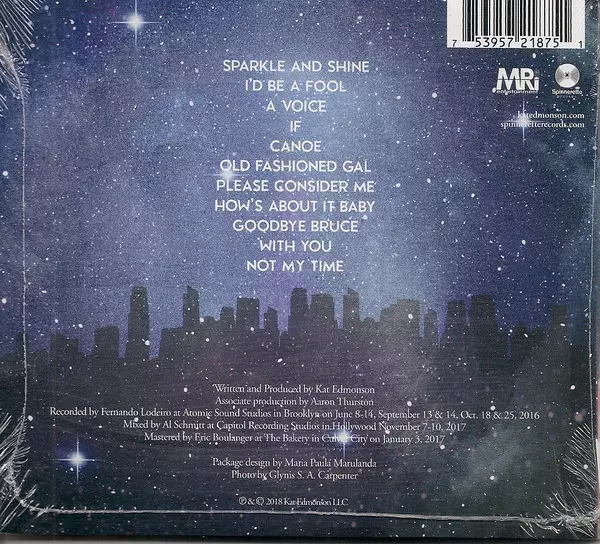 7 53957 21875 1
MRi
entertainment
Spinnerette
RECORDS
katedmonson.com
spinneretterecords.com
SPARKLE AND SHINE
I'D BE A FOOL
A VOICE
IF
CANOE
OLD FASHIONED GAL
PLEASE CONSIDER ME
HOW'S ABOUT IT BABY
GOODBYE BRUCE
WITH YOU
NOT MY TIME
Written and Produced by Kat Edmonson
Associate production by Aaron Thurston
Recorded by Fernando Lodeiro at Atomic Sound Studios in Brooklyn on June 8-14, September 13 & 14, Oct. 18 & 25, 2016
Mixed by Al Schmitt at Capitol Recording Studios in Hollywood November 7-10, 2017
Mastered by Eric Boulanger at The Bakery in Culver City on January 3, 2017
Package design by Maria Paula Marulanda
Photo by Glynis S. A. Carpenter
℗ & © 2018 Kat Edmonson LLC